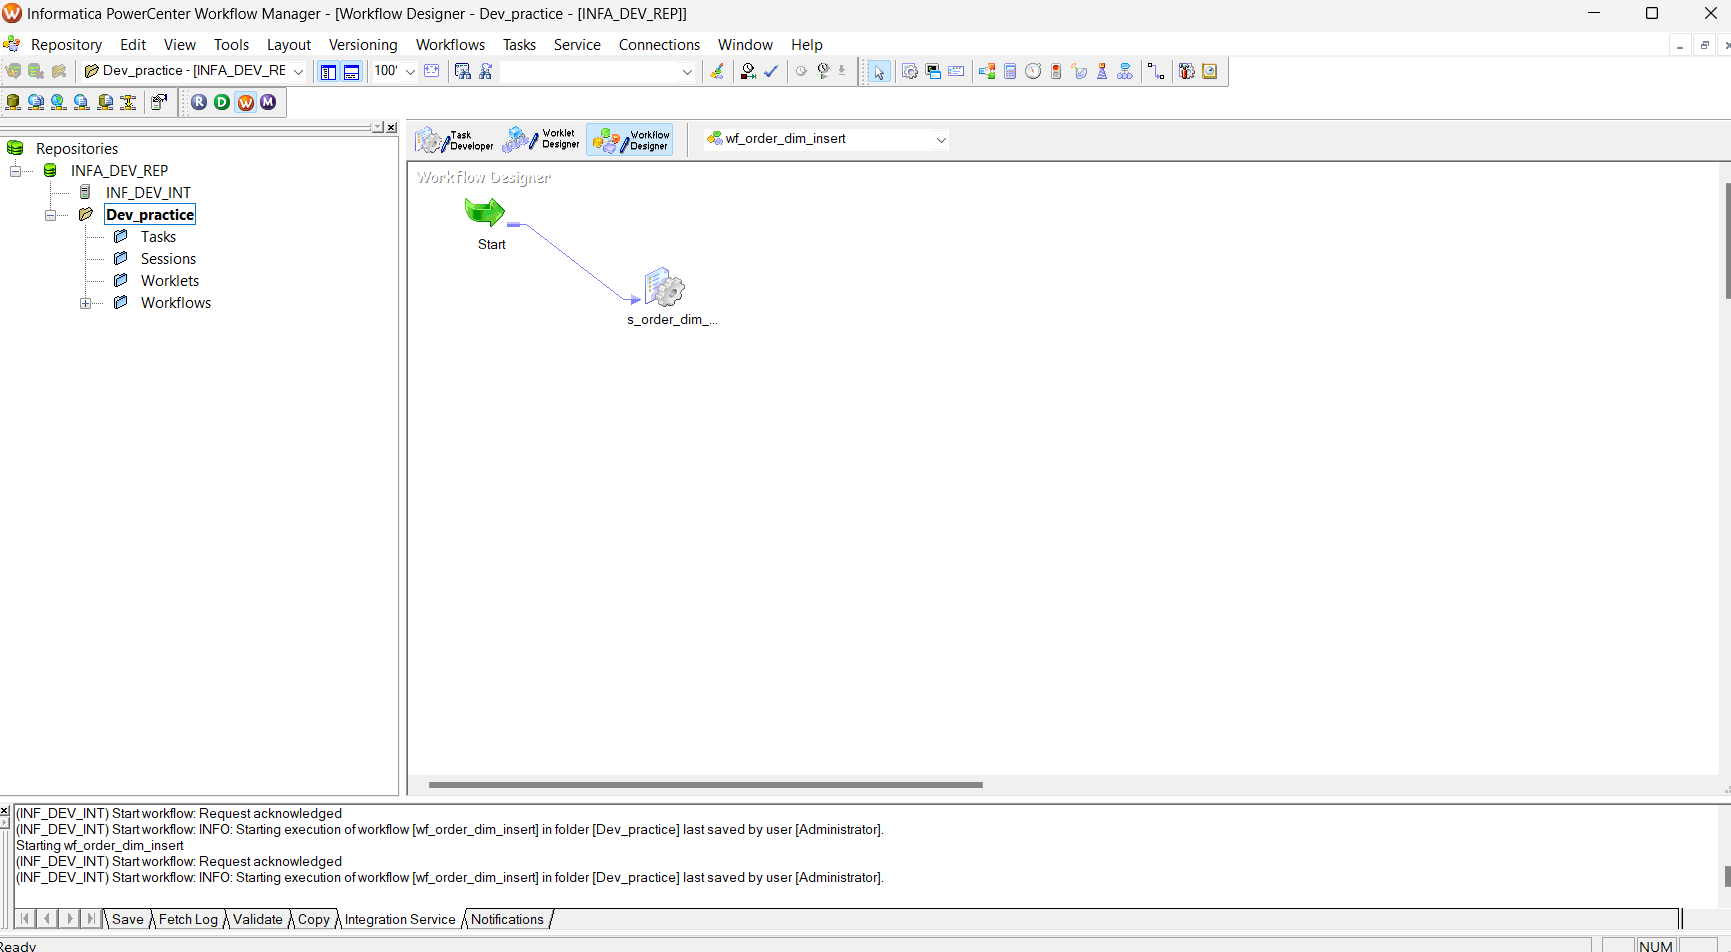 Informatica PowerCenter Workflow Manager - [Workflow Designer - Dev_practice - [INFA_DEV_REP]]
Repository Edit View Tools Layout Versioning Workflows Tasks Service Connections Window Help
Dev_practice - [INFA_DEV_RE 100'
R D W M
Repositories
INFA_DEV_REP
INF_DEV_INT
Dev_practice
Tasks
Sessions
Worklets
Workflows
Task Developer Worklet Designer Workflow Designer wf_order_dim_insert
Workflow Designer
Start
s_order_dim_...
(INF_DEV_INT) Start workflow: Request acknowledged
(INF_DEV_INT) Start workflow: INFO: Starting execution of workflow [wf_order_dim_insert] in folder [Dev_practice] last saved by user [Administrator].
Starting wf_order_dim_insert
(INF_DEV_INT) Start workflow: Request acknowledged
(INF_DEV_INT) Start workflow: INFO: Starting execution of workflow [wf_order_dim_insert] in folder [Dev_practice] last saved by user [Administrator].
Save Fetch Log Validate Copy Integration Service Notifications
Ready NUM